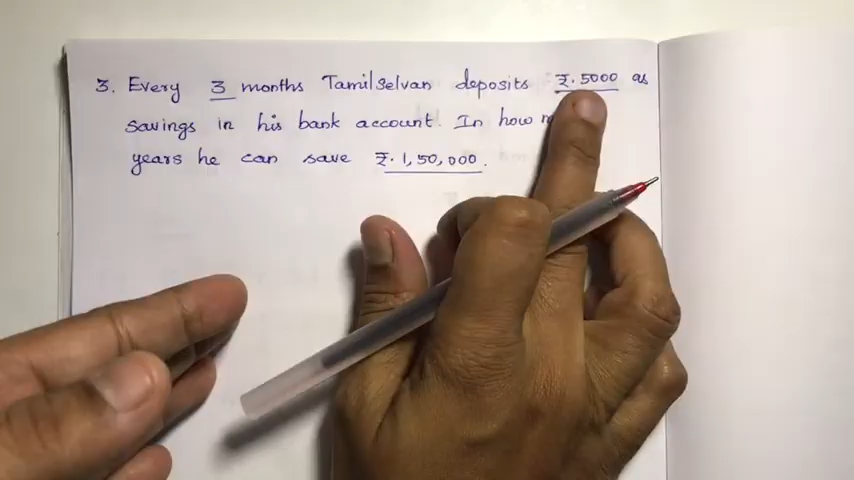 3. Every 3 months Tamilselvan deposits ₹. 5000 as
savings in his bank account. In how
years he can save ₹. 1,50,000.